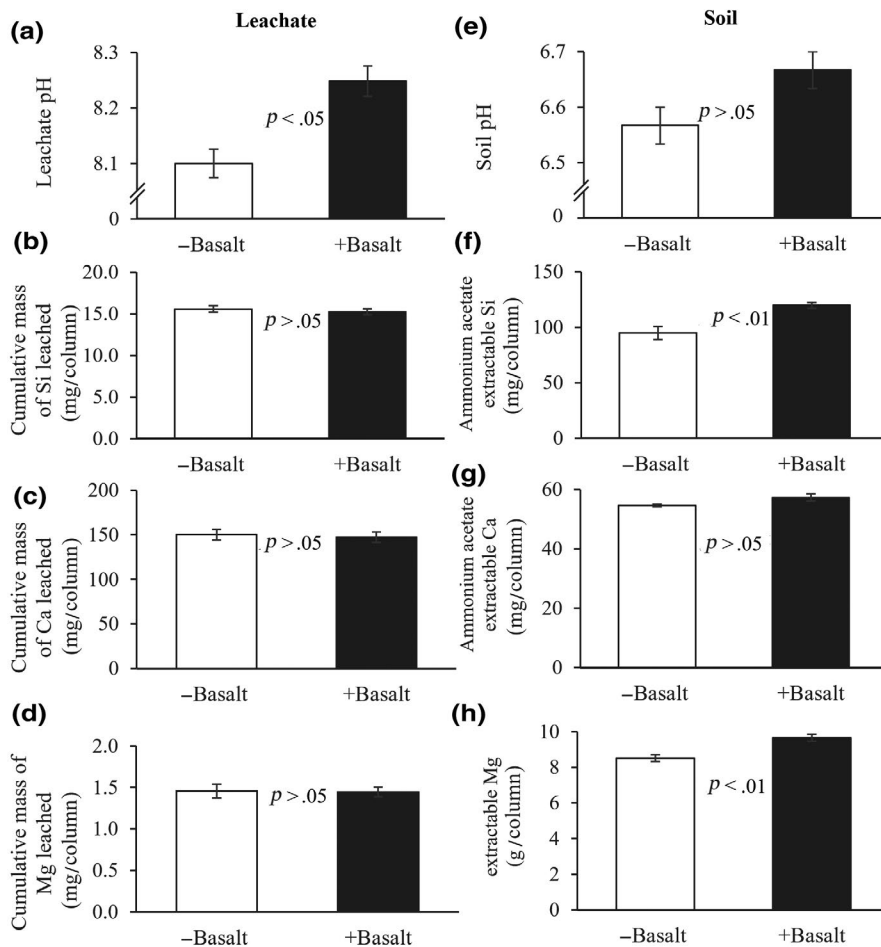 Leachate
(a)
Leachate pH
8.3
8.2
8.1
0
p < .05
–Basalt
+Basalt
(b)
Cumulative mass
of Si leached
(mg/column)
20.0
15.0
10.0
5.0
0.0
p > .05
–Basalt
+Basalt
(c)
Cumulative mass
of Ca leached
(mg/column)
200
150
100
50
0
p > .05
–Basalt
+Basalt
(d)
Cumulative mass of
Mg leached
(mg/column)
2.0
1.5
1.0
0.5
0.0
p > .05
–Basalt
+Basalt
Soil
(e)
Soil pH
6.7
6.6
6.5
0
p > .05
–Basalt
+Basalt
(f)
Ammonium acetate
extractable Si
(mg/column)
150
100
50
0
p < .01
–Basalt
+Basalt
(g)
Ammonium acetate
extractable Ca
(mg/column)
60
40
20
0
p > .05
–Basalt
+Basalt
(h)
extractable Mg
(g/column)
10
8
6
4
2
0
p < .01
–Basalt
+Basalt